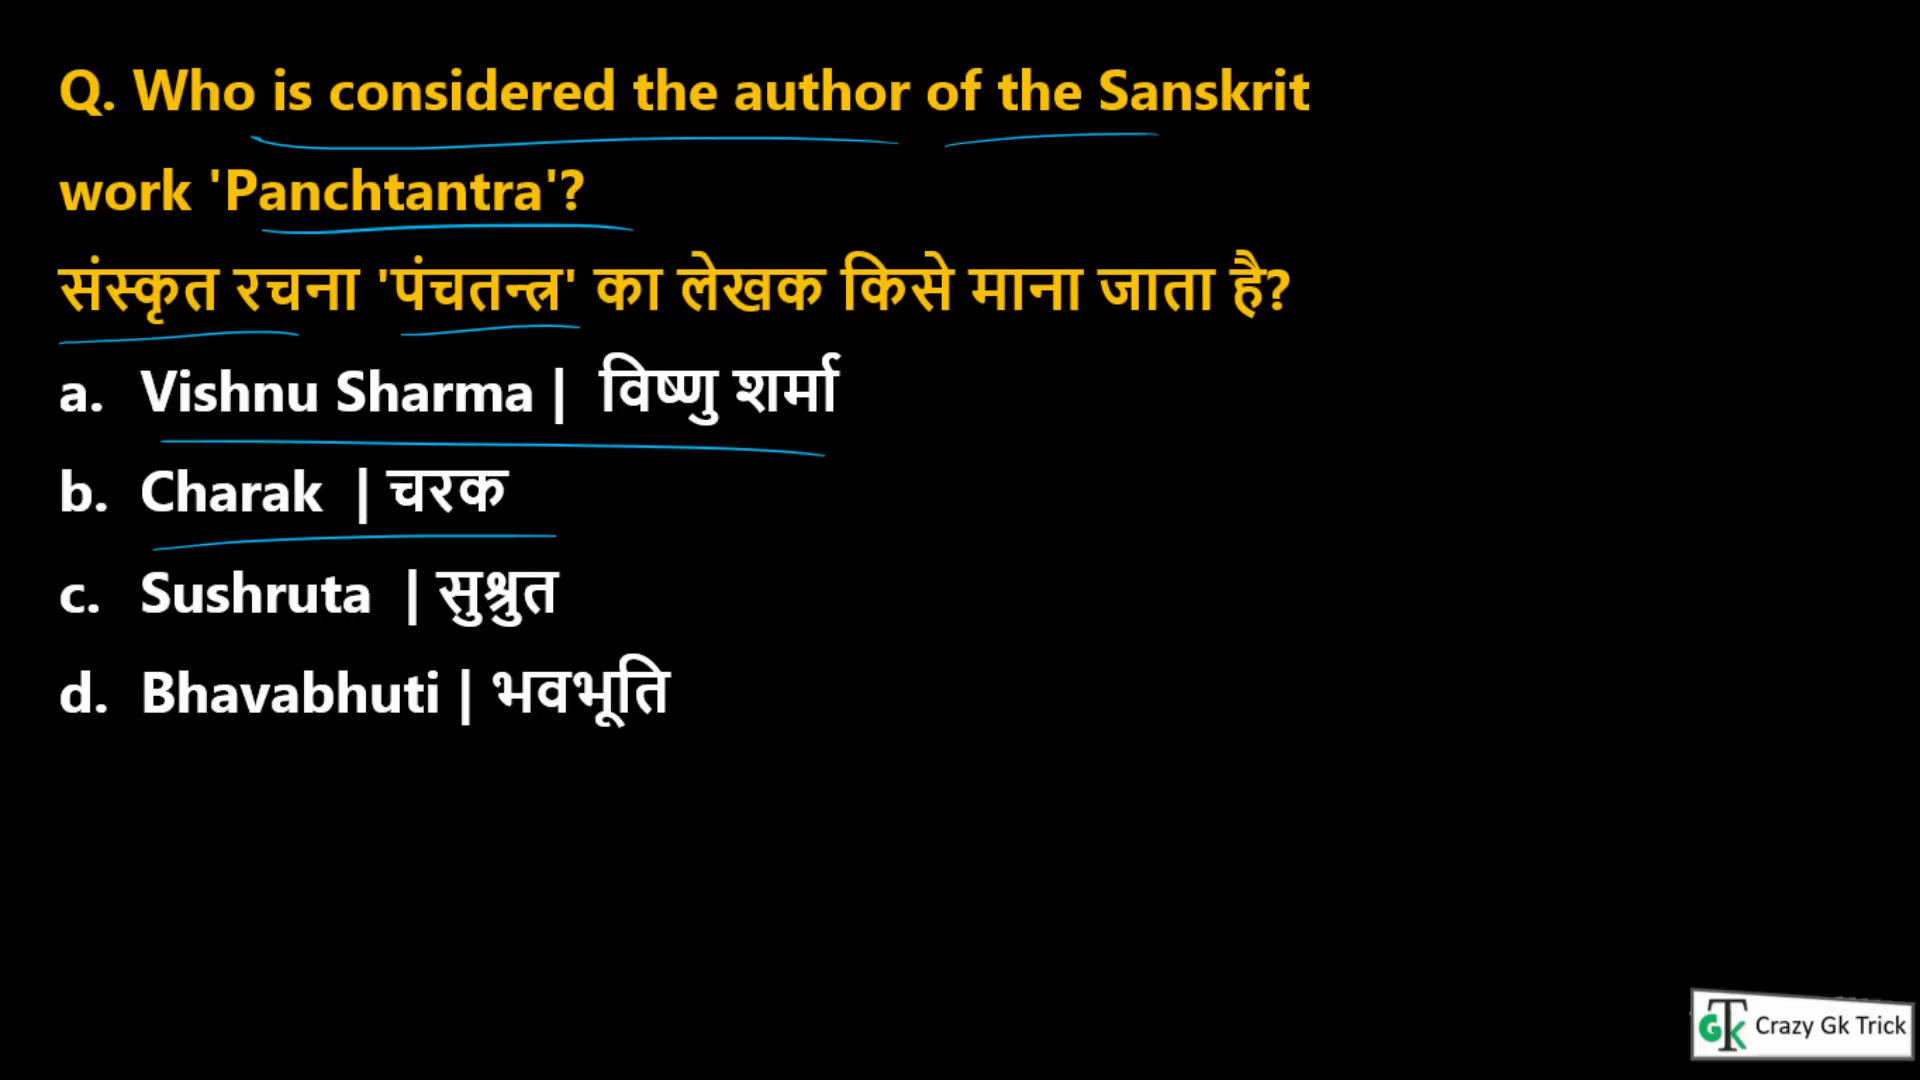 Q. Who is considered the author of the Sanskrit
work 'Panchtantra'?
संस्कृत रचना 'पंचतन्त्र' का लेखक किसे माना जाता है?
a. Vishnu Sharma | विष्णु शर्मा
b. Charak | चरक
c. Sushruta | सुश्रुत
d. Bhavabhuti | भवभूति
GTK Crazy Gk Trick